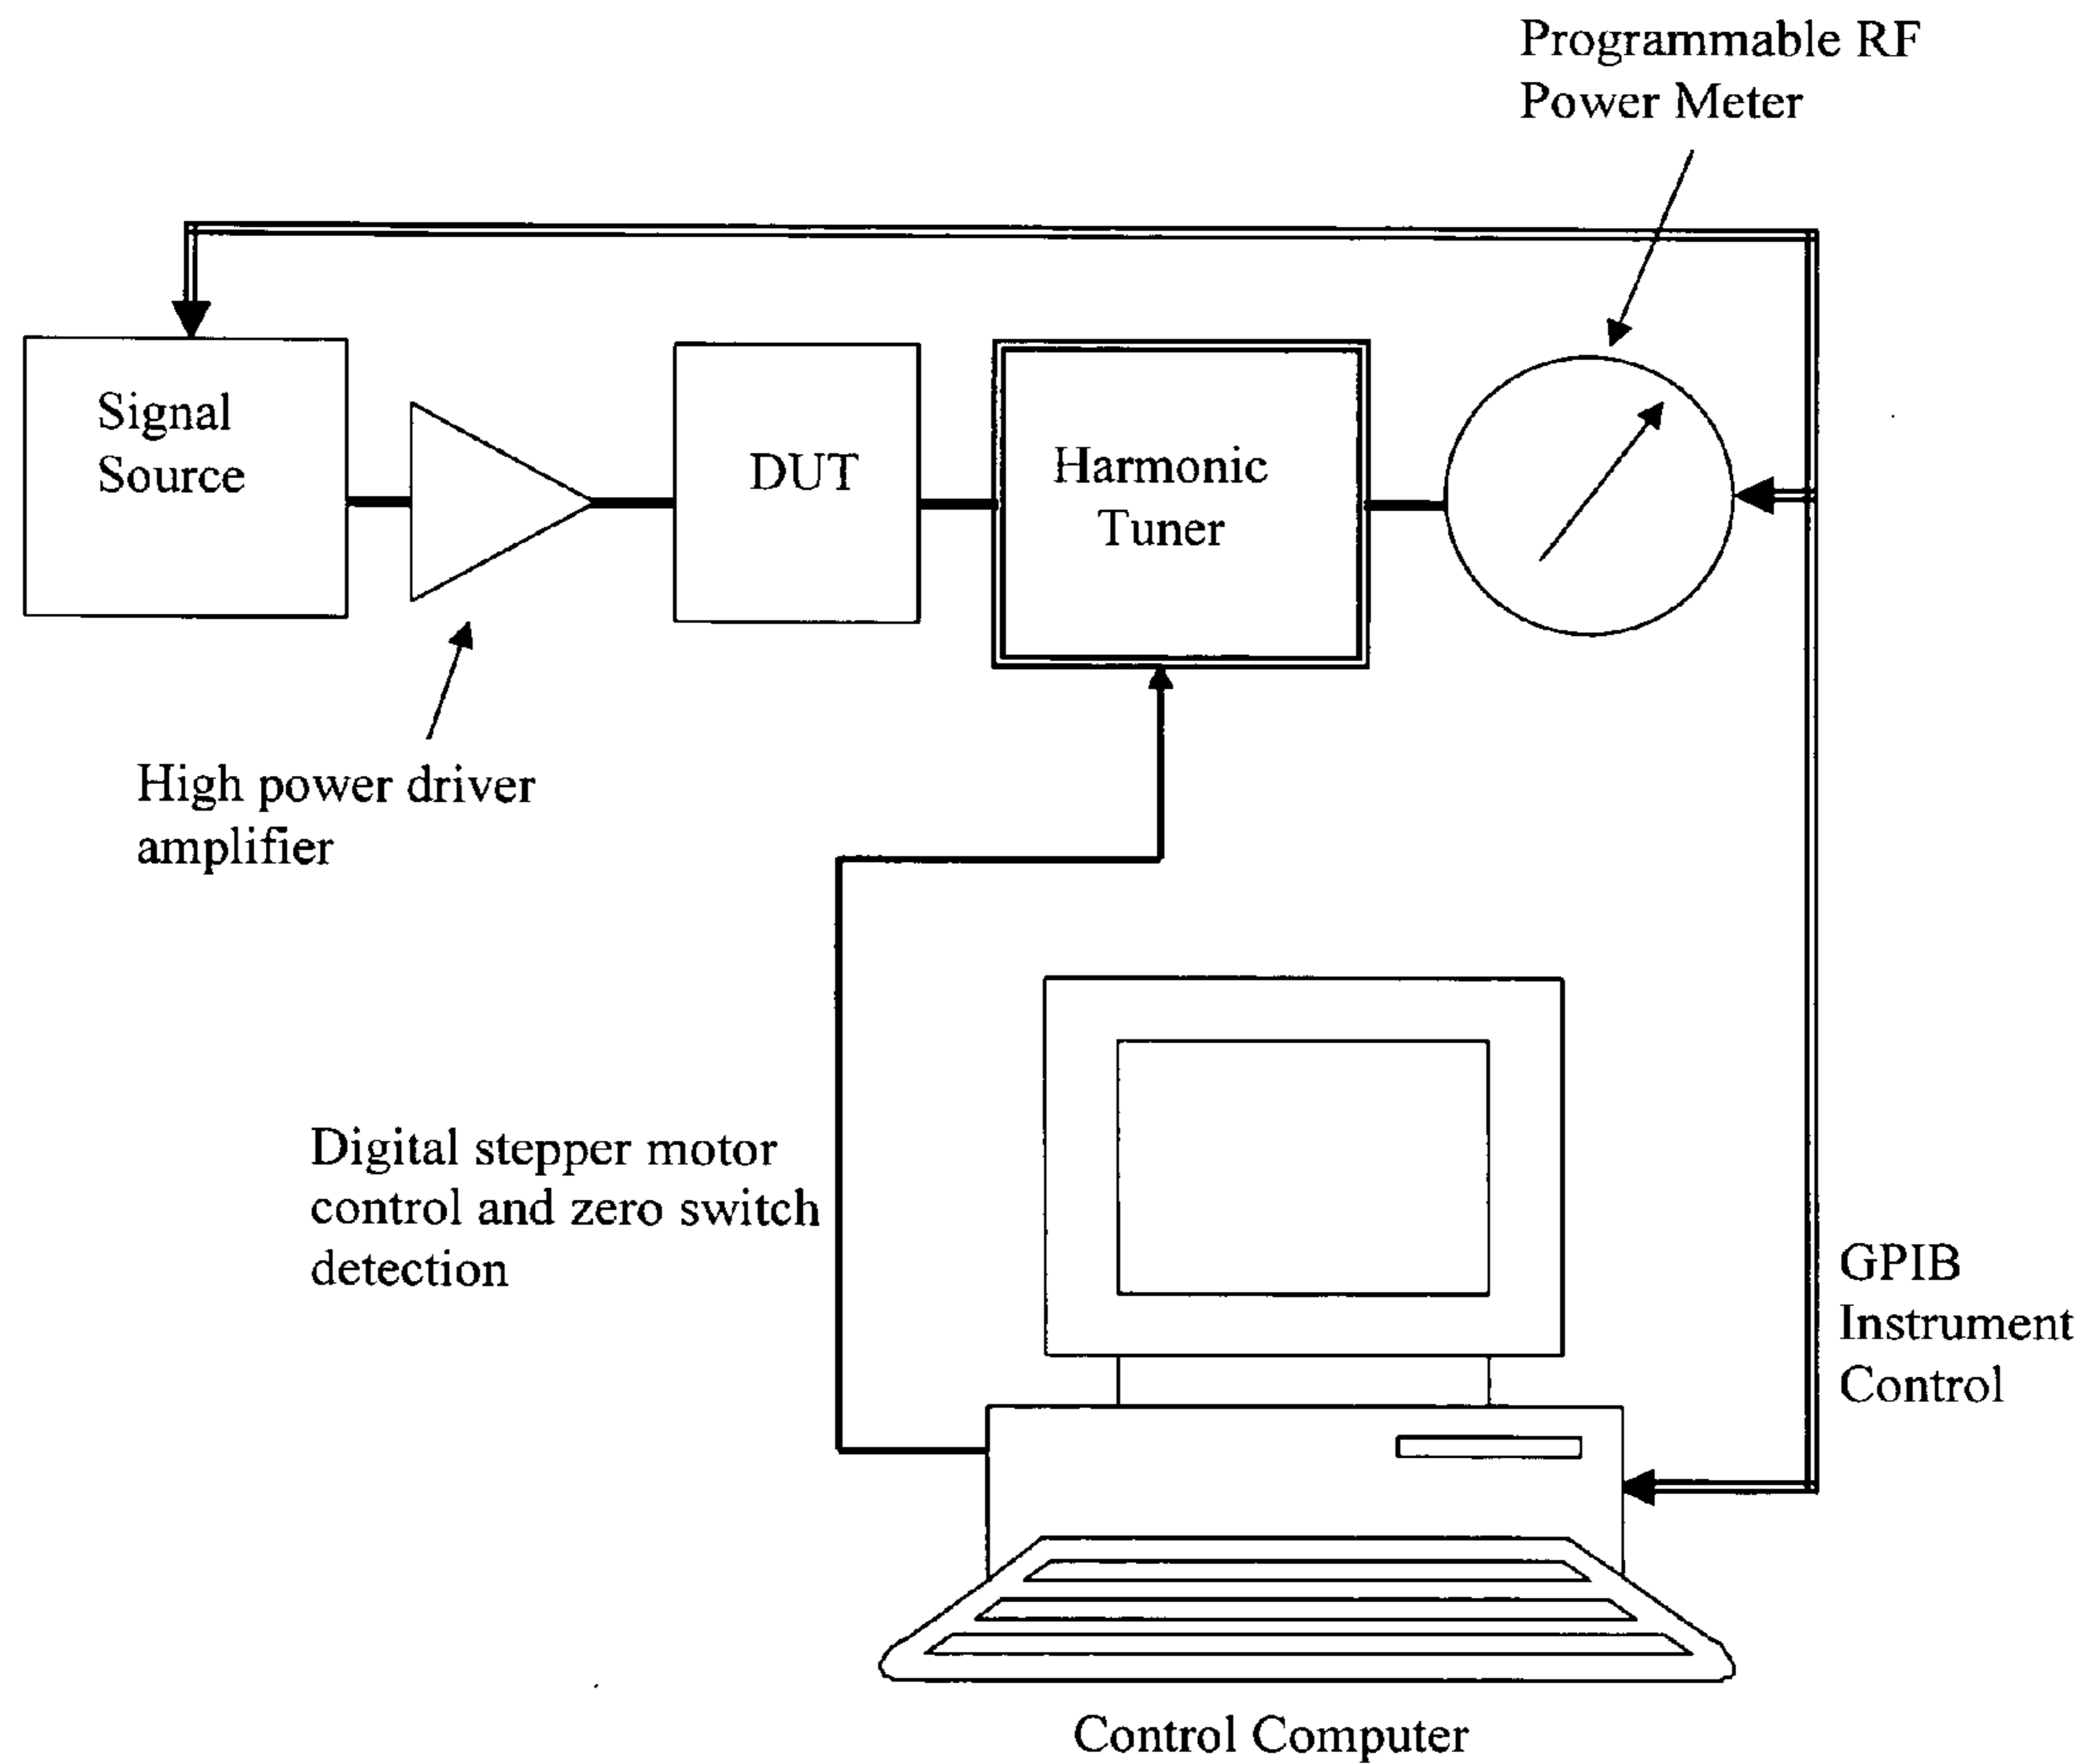 Programmable RF
Power Meter
Signal
Source
DUT
Harmonic
Tuner
High power driver
amplifier
Digital stepper motor
control and zero switch
detection
GPIB
Instrument
Control
Control Computer